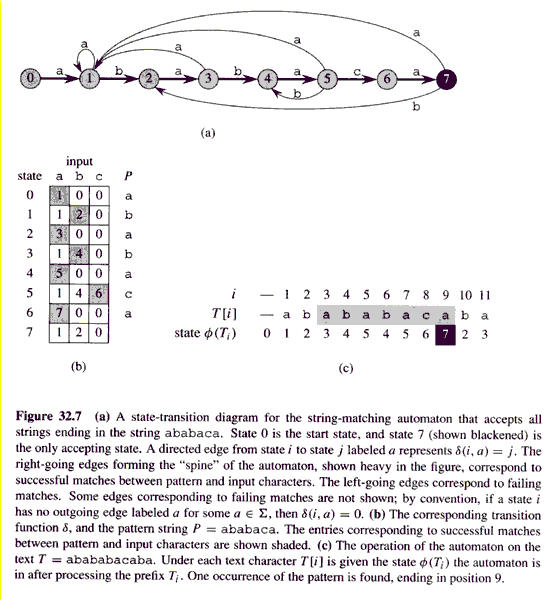 a a a a
0 a 1 b 2 a 3 b 4 a 5 c 6 a 7
b b
(a)
input
state a b c P
0 1 0 0 a
1 1 2 0 b
2 3 0 0 a
3 1 4 0 b
4 5 0 0 a
5 1 4 6 c
6 7 0 0 a
7 1 2 0
(b)
i — 1 2 3 4 5 6 7 8 9 10 11
T[i] — a b a b a b a c a b a
state ϕ(Ti) 0 1 2 3 4 5 4 5 6 7 2 3
(c)
Figure 32.7 (a) A state-transition diagram for the string-matching automaton that accepts all
strings ending in the string ababaca. State 0 is the start state, and state 7 (shown blackened) is
the only accepting state. A directed edge from state i to state j labeled a represents δ(i, a) = j. The
right-going edges forming the “spine” of the automaton, shown heavy in the figure, correspond to
successful matches between pattern and input characters. The left-going edges correspond to failing
matches. Some edges corresponding to failing matches are not shown; by convention, if a state i
has no outgoing edge labeled a for some a ∈ Σ, then δ(i, a) = 0. (b) The corresponding transition
function δ, and the pattern string P = ababaca. The entries corresponding to successful matches
between pattern and input characters are shown shaded. (c) The operation of the automaton on the
text T = abababacaba. Under each text character T[i] is given the state ϕ(Ti) the automaton is
in after processing the prefix Ti. One occurrence of the pattern is found, ending in position 9.